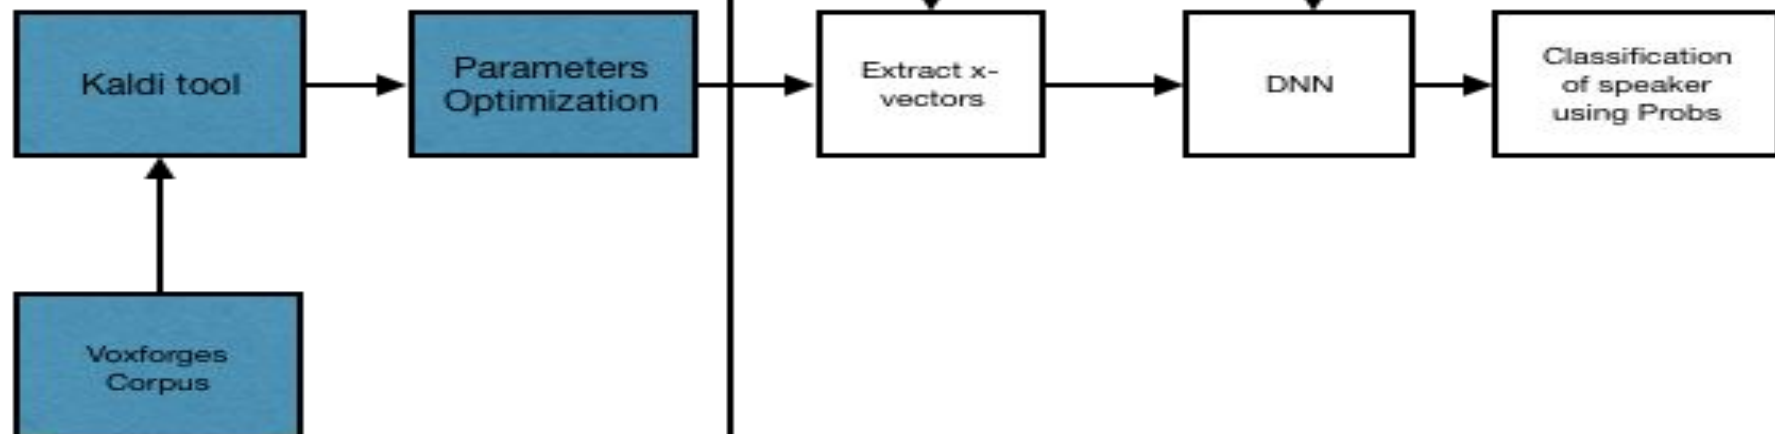 Kaldi tool
Parameters
Optimization
Extract x-
vectors
DNN
Classification
of speaker
using Probs
Voxforges
Corpus